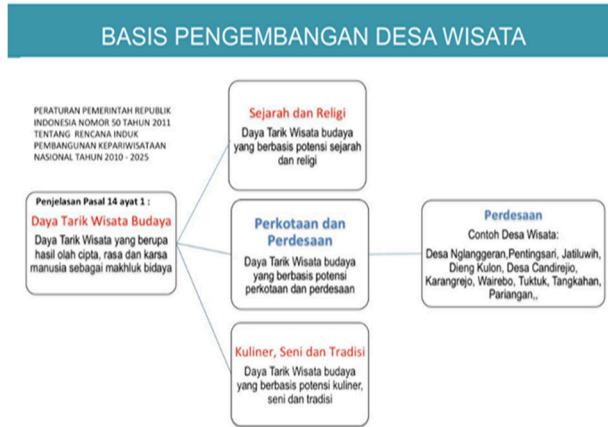 BASIS PENGEMBANGAN DESA WISATA
PERATURAN PEMERINTAH REPUBLIK
INDONESIA NOMOR 50 TAHUN 2011
TENTANG RENCANA INDUK
PEMBANGUNAN KEPARIWISATAAN
NASIONAL TAHUN 2010 - 2025
Penjelasan Pasal 14 ayat 1 :
Daya Tarik Wisata Budaya
Daya Tarik Wisata yang berupa
hasil olah cipta, rasa dan karsa
manusia sebagai makhluk bidaya
Sejarah dan Religi
Daya Tarik Wisata budaya
yang berbasis potensi sejarah
dan religi
Perkotaan dan
Perdesaan
Daya Tarik Wisata budaya
yang berbasis potensi
perkotaan dan perdesaan
Kuliner, Seni dan Tradisi
Daya Tarik Wisata budaya
yang berbasis potensi kuliner,
seni dan tradisi
Perdesaan
Contoh Desa Wisata:
Desa Nglanggeran,Pentingsari, Jatiluwih,
Dieng Kulon, Desa Candirejio,
Karangrejo, Wairebo, Tuktuk, Tangkahan,
Pariangan,,